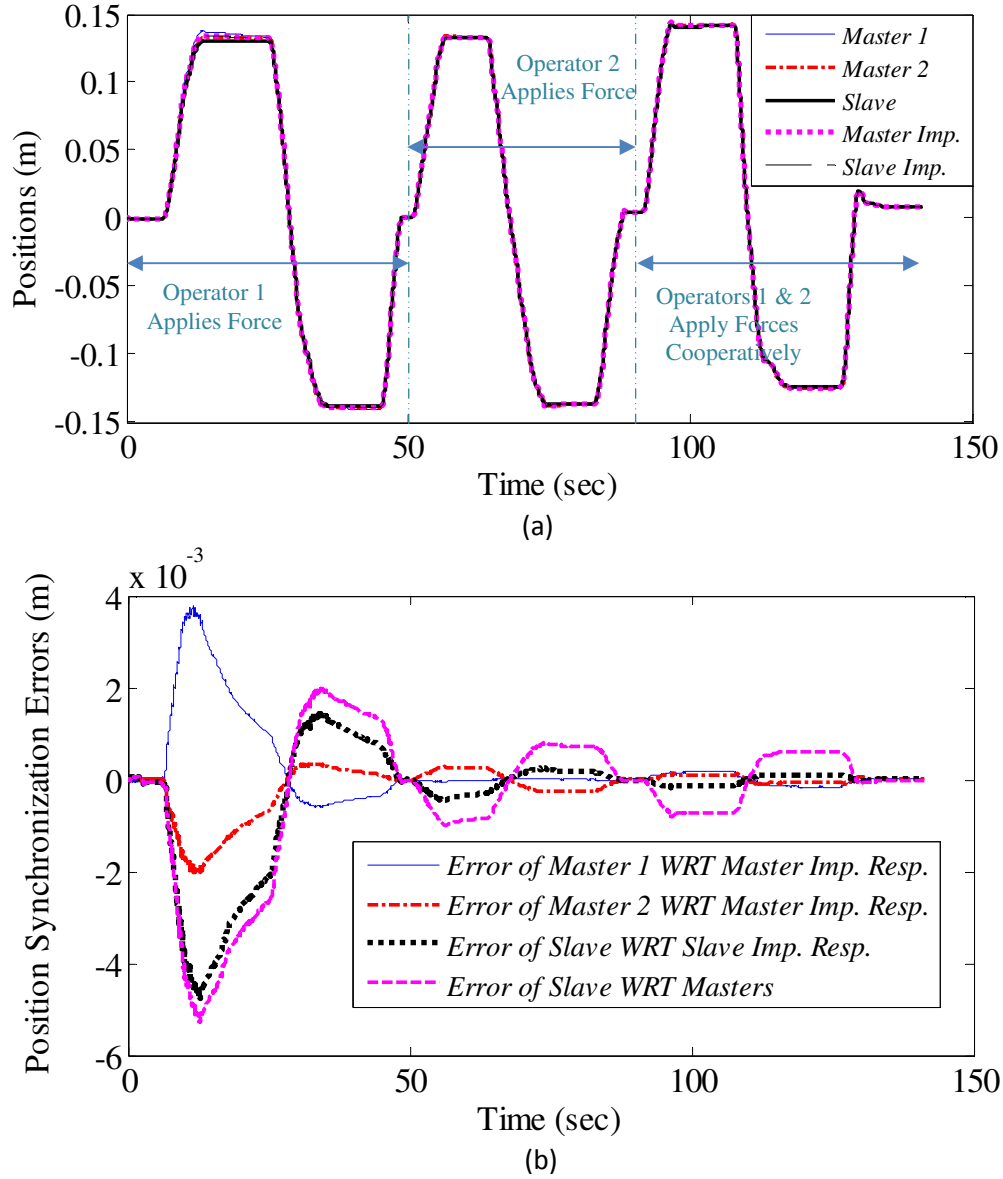 0.15
0.10
0.05
0
-0.05
-0.1
-0.15
Positions (m)
Master 1
Master 2
Slave
Master Imp.
Slave Imp.
Operator 2
Applies Force
Operator 1
Applies Force
Operators 1 & 2
Apply Forces
Cooperatively
0 50 100 150
Time (sec)
(a)
x 10-3
4
2
0
-2
-4
-6
Position Synchronization Errors (m)
Error of Master 1 WRT Master Imp. Resp.
Error of Master 2 WRT Master Imp. Resp.
Error of Slave WRT Slave Imp. Resp.
Error of Slave WRT Masters
0 50 100 150
Time (sec)
(b)